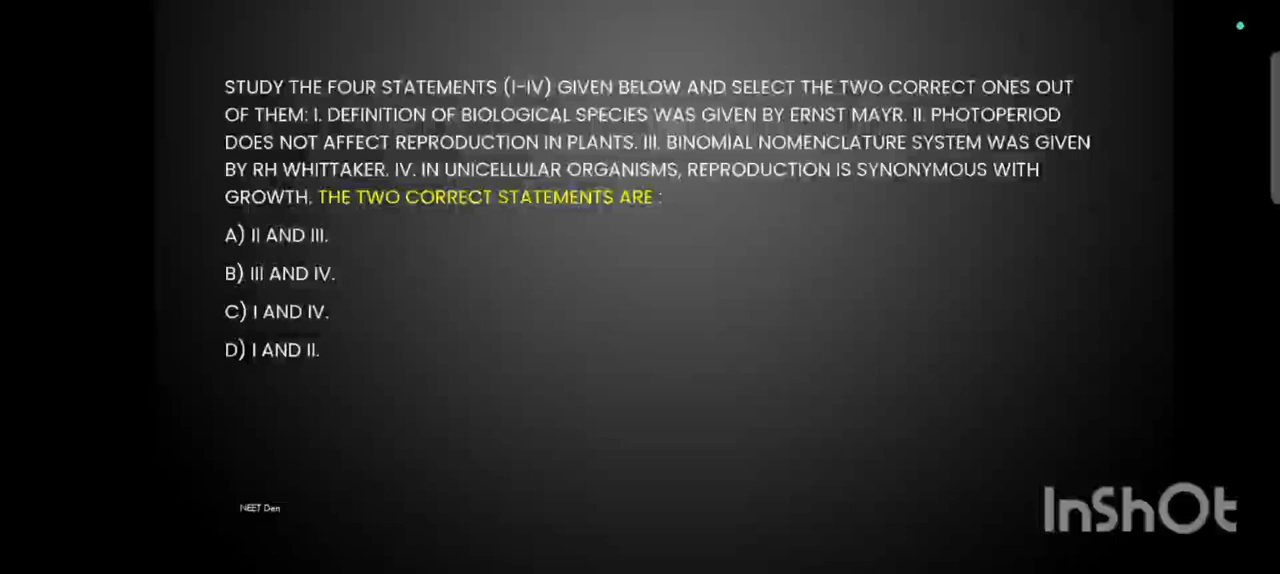 STUDY THE FOUR STATEMENTS (I-IV) GIVEN BELOW AND SELECT THE TWO CORRECT ONES OUT
OF THEM: I. DEFINITION OF BIOLOGICAL SPECIES WAS GIVEN BY ERNST MAYR. II. PHOTOPERIOD
DOES NOT AFFECT REPRODUCTION IN PLANTS. III. BINOMIAL NOMENCLATURE SYSTEM WAS GIVEN
BY RH WHITTAKER. IV. IN UNICELLULAR ORGANISMS, REPRODUCTION IS SYNONYMOUS WITH
GROWTH. THE TWO CORRECT STATEMENTS ARE :
A) II AND III.
B) III AND IV.
C) I AND IV.
D) I AND II.
NEET Den
InShOt